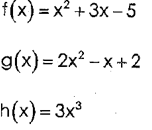 f(x) = x² + 3x – 5
g(x) = 2x² – x + 2
h(x) = 3x³